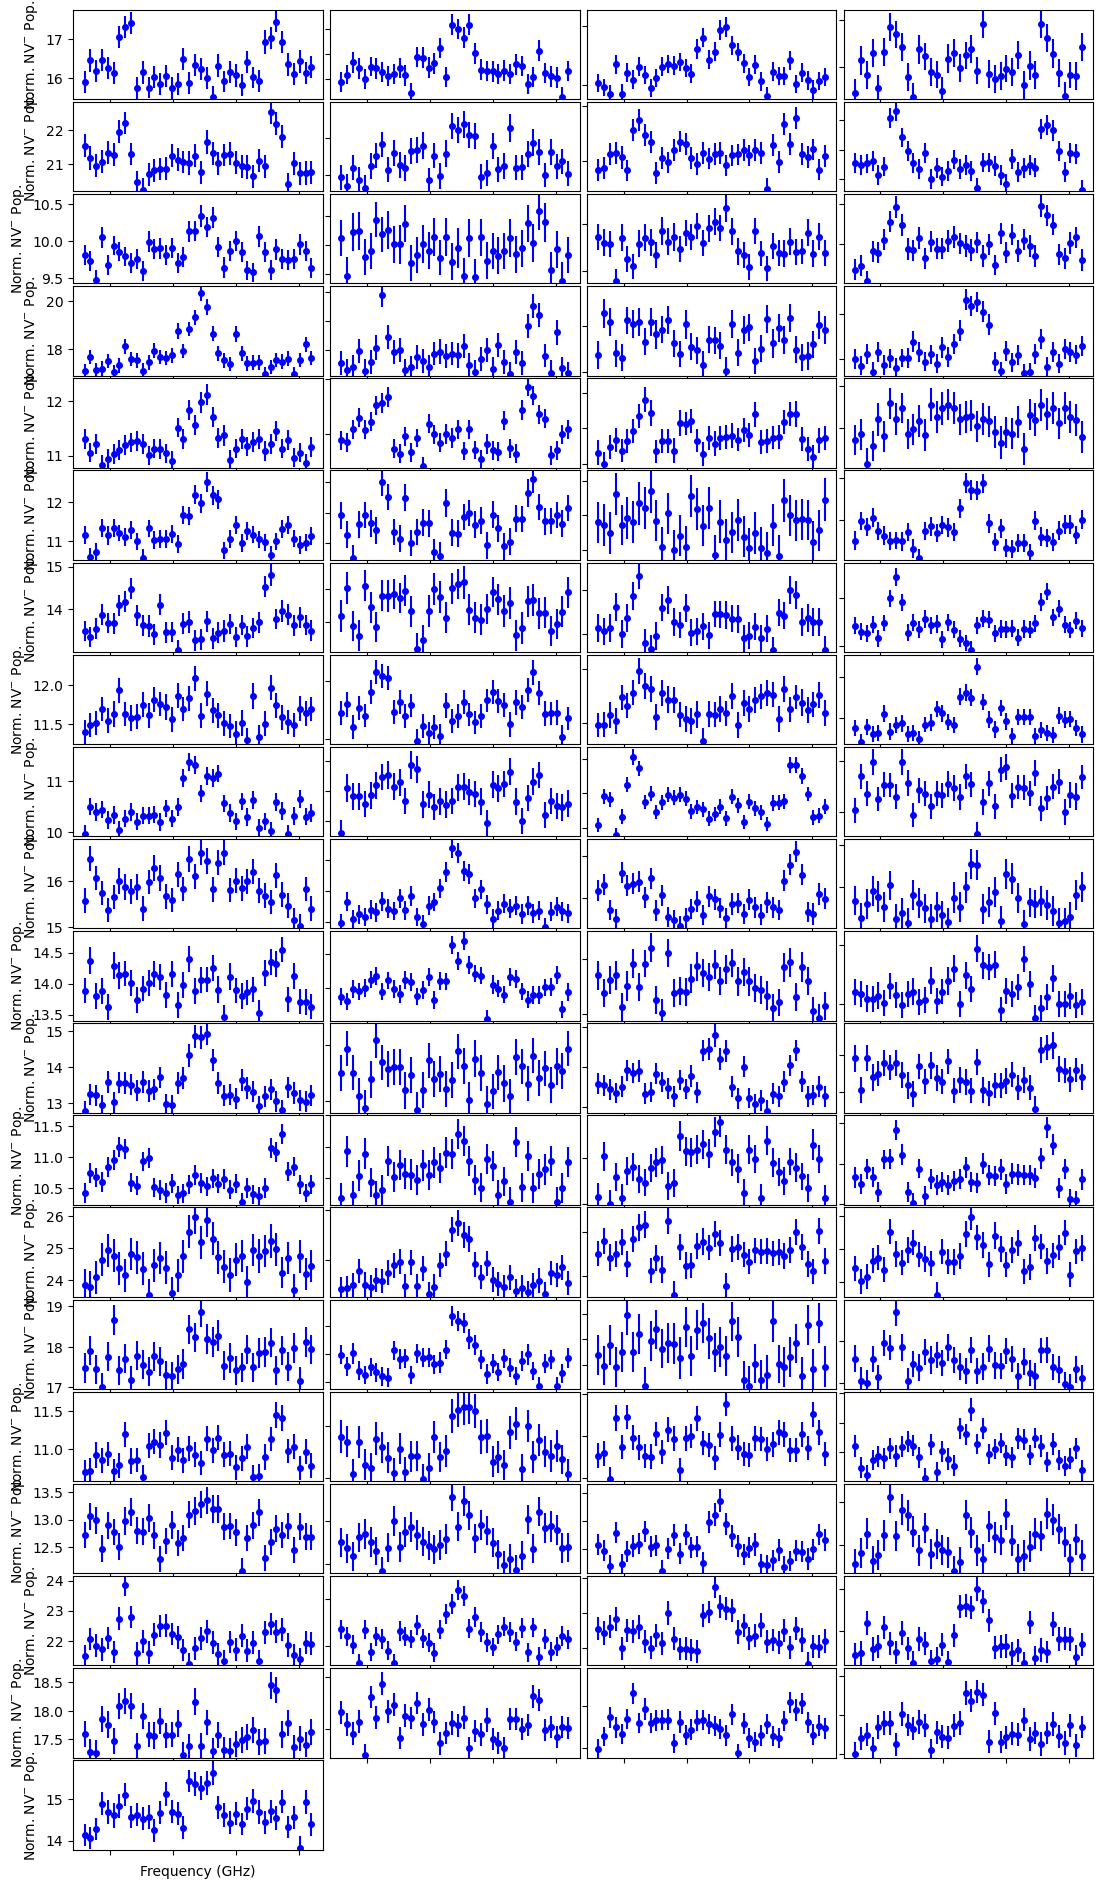 Norm. NV⁻ Pop.
17
16
Norm. NV⁻ Pop.
22
21
Norm. NV⁻ Pop.
10.5
10.0
9.5
Norm. NV⁻ Pop.
20
18
Norm. NV⁻ Pop.
12
11
Norm. NV⁻ Pop.
12
11
Norm. NV⁻ Pop.
15
14
Norm. NV⁻ Pop.
12.0
11.5
Norm. NV⁻ Pop.
11
10
Norm. NV⁻ Pop.
16
15
Norm. NV⁻ Pop.
14.5
14.0
13.5
Norm. NV⁻ Pop.
15
14
13
Norm. NV⁻ Pop.
11.5
11.0
10.5
Norm. NV⁻ Pop.
26
25
24
Norm. NV⁻ Pop.
19
18
17
Norm. NV⁻ Pop.
11.5
11.0
Norm. NV⁻ Pop.
13.5
13.0
12.5
Norm. NV⁻ Pop.
24
23
22
Norm. NV⁻ Pop.
18.5
18.0
17.5
Norm. NV⁻ Pop.
15
14
Frequency (GHz)